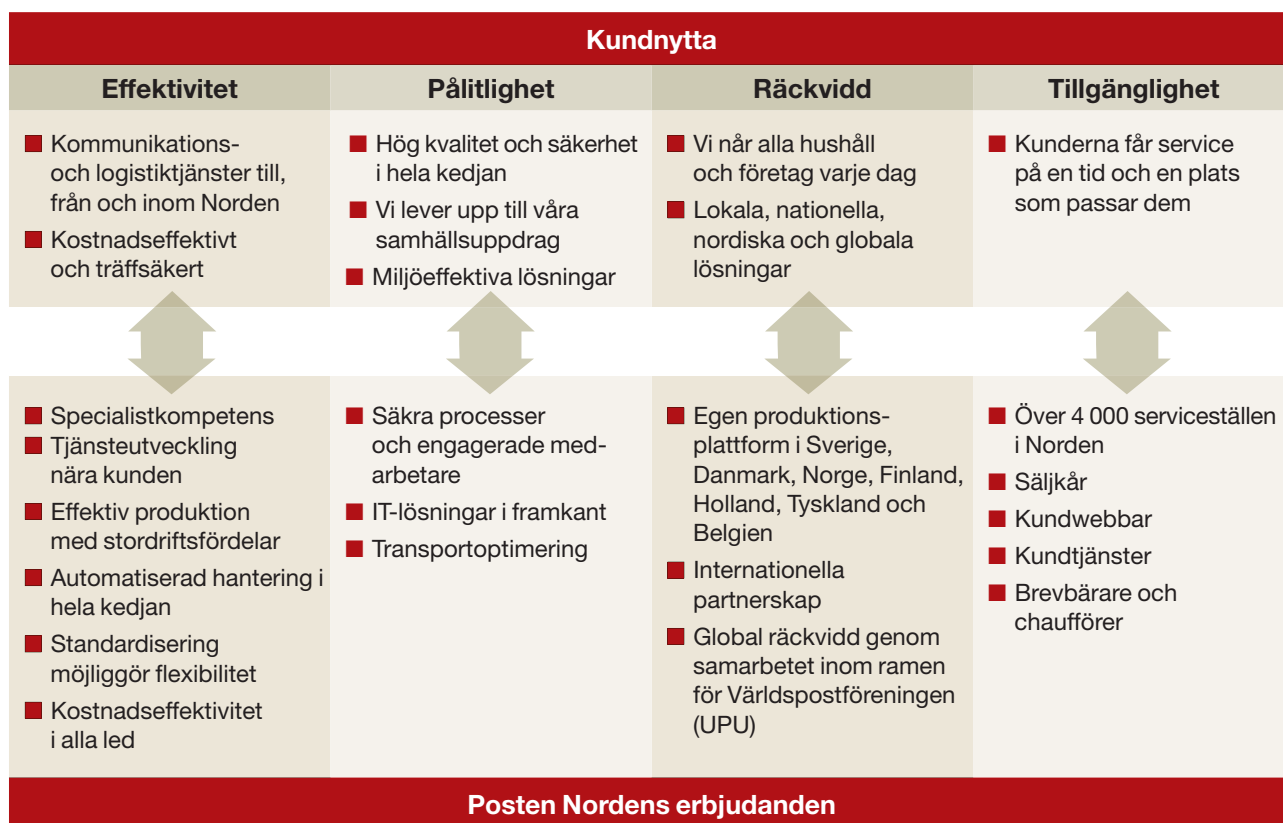 Kundnytta
Effektivitet
Pålitlighet
Räckvidd
Tillgänglighet
Kommunikations-
och logistiktjänster till,
från och inom Norden
Kostnadseffektivt
och träffsäkert
Hög kvalitet och säkerhet
i hela kedjan
Vi lever upp till våra
samhällsuppdrag
Miljöeffektiva lösningar
Vi når alla hushåll
och företag varje dag
Lokala, nationella,
nordiska och globala
lösningar
Kunderna får service
på en tid och en plats
som passar dem
Specialistkompetens
Tjänsteutveckling
nära kunden
Effektiv produktion
med stordriftsfördelar
Automatiserad hantering i
hela kedjan
Standardisering
möjliggör flexibilitet
Kostnadseffektivitet
i alla led
Säkra processer
och engagerade med-
arbetare
IT-lösningar i framkant
Transportoptimering
Egen produktions-
plattform i Sverige,
Danmark, Norge, Finland,
Holland, Tyskland och
Belgien
Internationella
partnerskap
Global räckvidd genom
samarbetet inom ramen
för Världspostföreningen
(UPU)
Över 4 000 serviceställen
i Norden
Säljkår
Kundwebbar
Kundtjänster
Brevbärare och
chaufförer
Posten Nordens erbjudanden